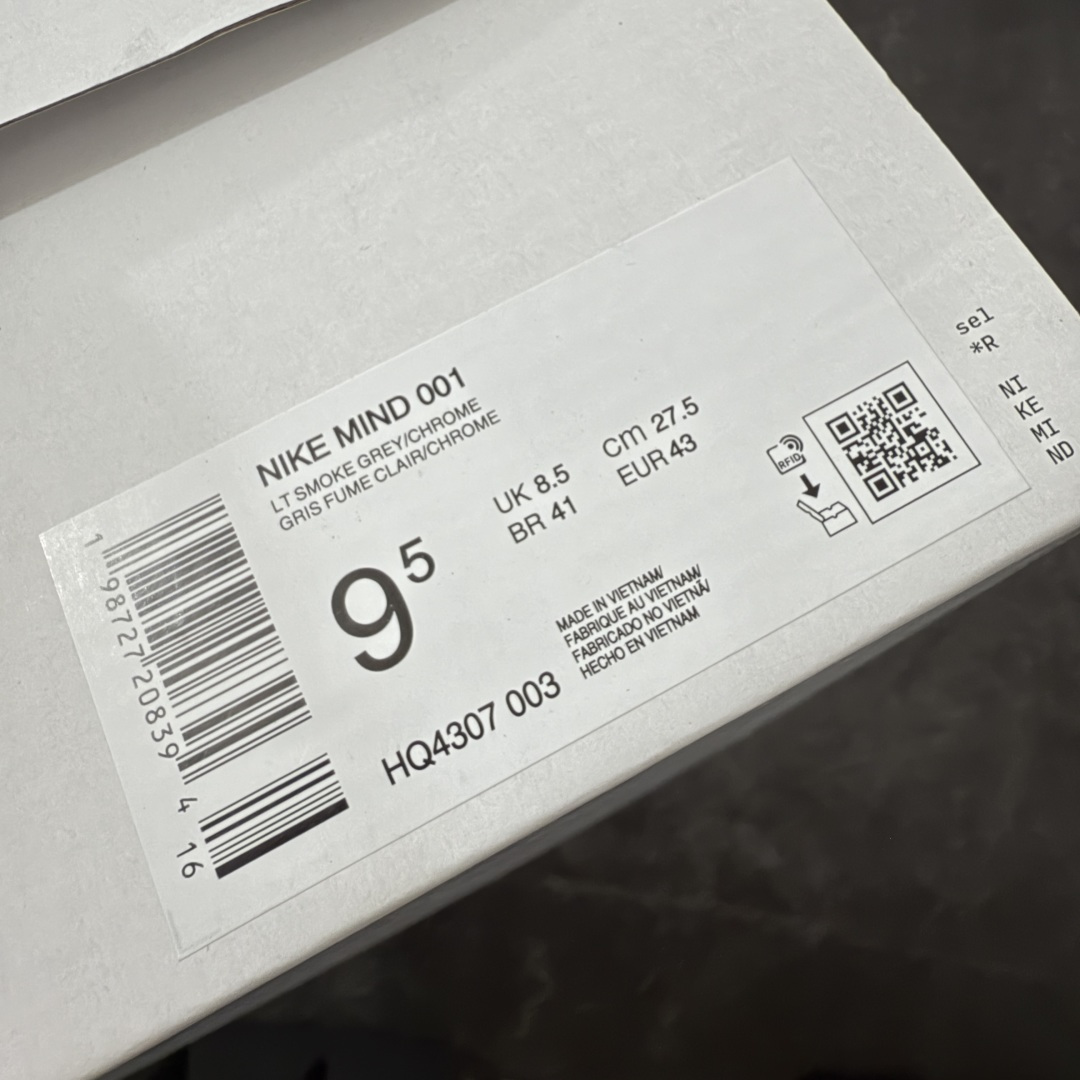 NIKE MIND 001
LT SMOKE GREY/CHROME
GRIS FUME CLAIR/CHROME
9 5
UK 8.5
BR 41
cm 27.5
EUR 43
RFID
HQ4307 003
MADE IN VIETNAM/
FABRIQUE AU VIETNAM/
FABRICADO NO VIETNÃ/
HECHO EN VIETNAM
1 98727 20839 4 16
sel
*R
NI
KE
MI
ND